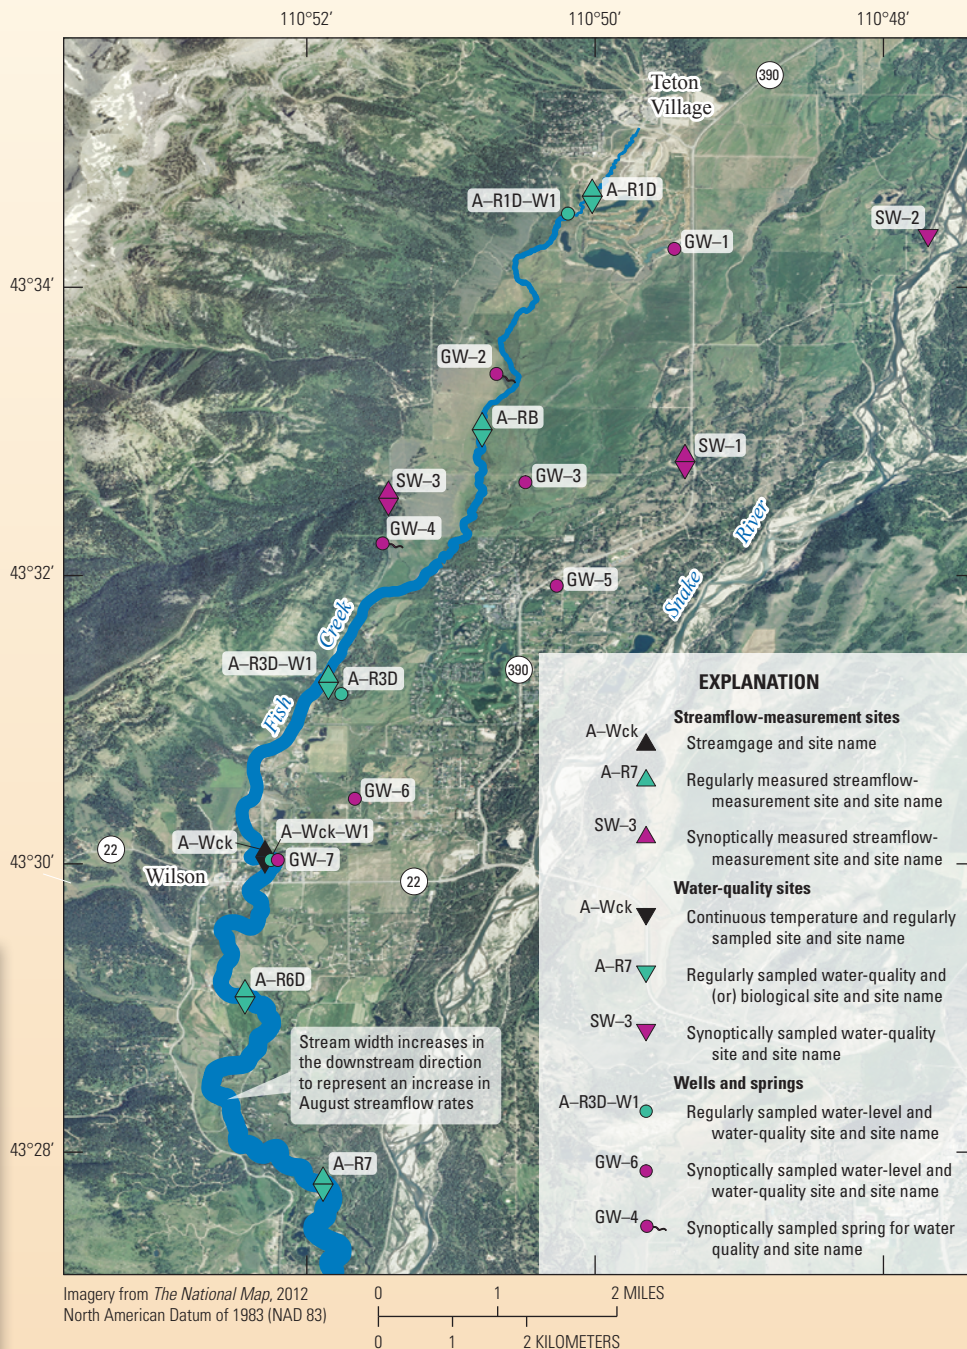 110°52′
110°50′
110°48′
390
Teton
Village
A–R1D–W1
A–R1D
SW–2
GW–1
43°34′
GW–2
A–RB
SW–1
SW–3
GW–3
GW–4
River
43°32′
GW–5
Snake
Creek
A–R3D–W1
A–R3D
390
Fish
GW–6
A–Wck
A–Wck–W1
22
43°30′
GW–7
Wilson
22
A–R6D
Stream width increases in
the downstream direction
to represent an increase in
August streamflow rates
43°28′
A–R7
EXPLANATION
Streamflow-measurement sites
A–Wck
Streamgage and site name
A–R7
Regularly measured streamflow-
measurement site and site name
SW–3
Synoptically measured streamflow-
measurement site and site name
Water-quality sites
A–Wck
Continuous temperature and regularly
sampled site and site name
A–R7
Regularly sampled water-quality and
(or) biological site and site name
SW–3
Synoptically sampled water-quality
site and site name
Wells and springs
A–R3D–W1
Regularly sampled water-level and
water-quality site and site name
GW–6
Synoptically sampled water-level and
water-quality site and site name
GW–4
Synoptically sampled spring for water
quality and site name
Imagery from The National Map, 2012
North American Datum of 1983 (NAD 83)
0 1 2 MILES
0 1 2 KILOMETERS